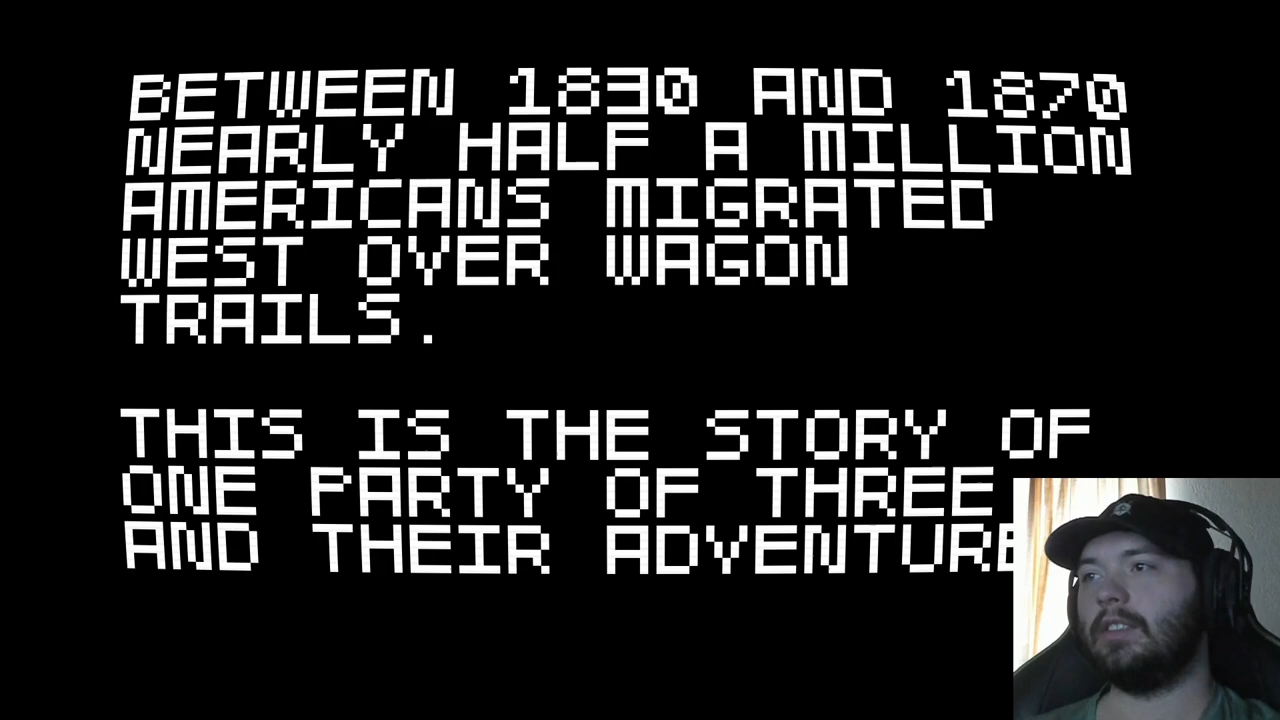 BETWEEN 1830 AND 1870
NEARLY HALF A MILLION
AMERICANS MIGRATED
WEST OVER WAGON
TRAILS.
THIS IS THE STORY OF
ONE PARTY OF THREE
AND THEIR